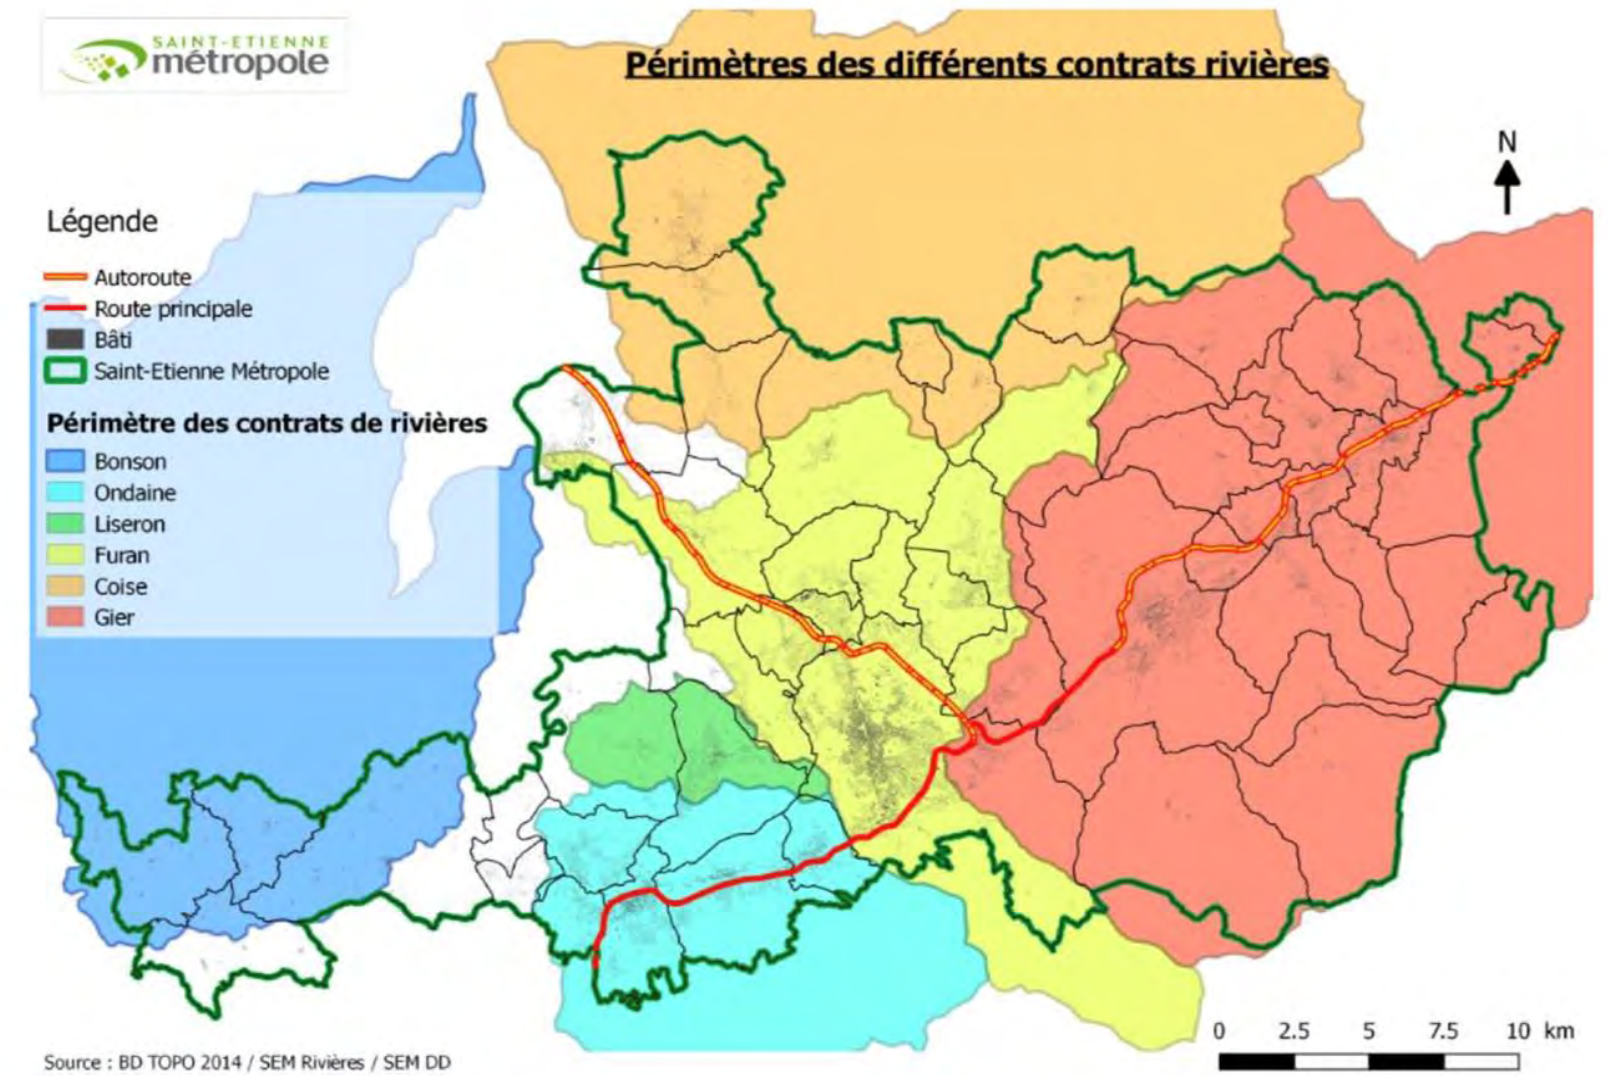 SAINT-ETIENNE
métropole
Périmètres des différents contrats rivières
N
Légende
Autoroute
Route principale
Bâti
Saint-Etienne Métropole
Périmètre des contrats de rivières
Bonson
Ondaine
Liseron
Furan
Coise
Gier
0 2.5 5 7.5 10 km
Source : BD TOPO 2014 / SEM Rivières / SEM DD